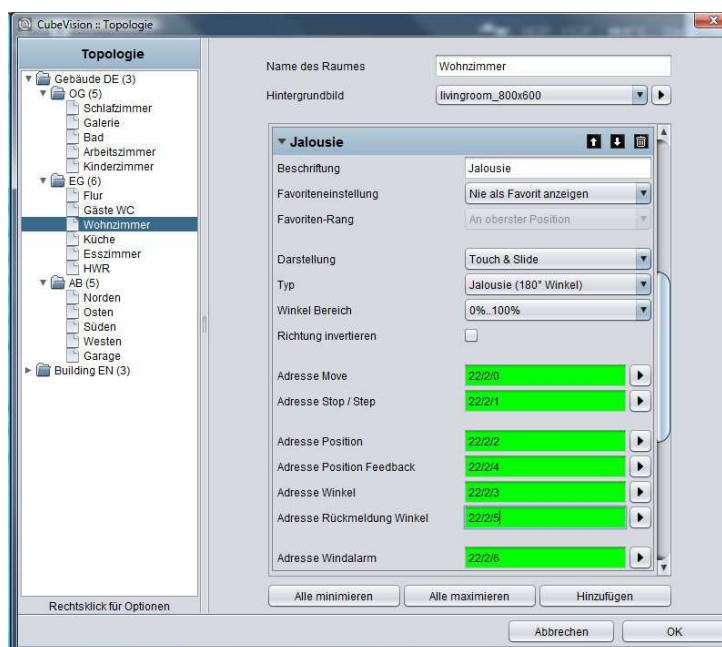 CubeVision :: Topologie
Topologie
Gebäude DE (3)
OG (5)
Schlafzimmer
Galerie
Bad
Arbeitszimmer
Kinderzimmer
EG (6)
Flur
Gäste WC
Wohnzimmer
Küche
Esszimmer
HWR
AB (5)
Norden
Osten
Süden
Westen
Garage
Building EN (3)
Rechtsklick für Optionen
Name des Raumes Wohnzimmer
Hintergrundbild livingroom_800x600
Jalousie
Beschriftung Jalousie
Favoriteneinstellung Nie als Favorit anzeigen
Favoriten-Rang An oberster Position
Darstellung Touch & Slide
Typ Jalousie (180° Winkel)
Winkel Bereich 0%..100%
Richtung invertieren
Adresse Move 22/2/0
Adresse Stop / Step 22/2/1
Adresse Position 22/2/2
Adresse Position Feedback 22/2/4
Adresse Winkel 22/2/3
Adresse Rückmeldung Winkel 22/2/5
Adresse Windalarm 22/2/6
Alle minimieren Alle maximieren Hinzufügen
Abbrechen OK